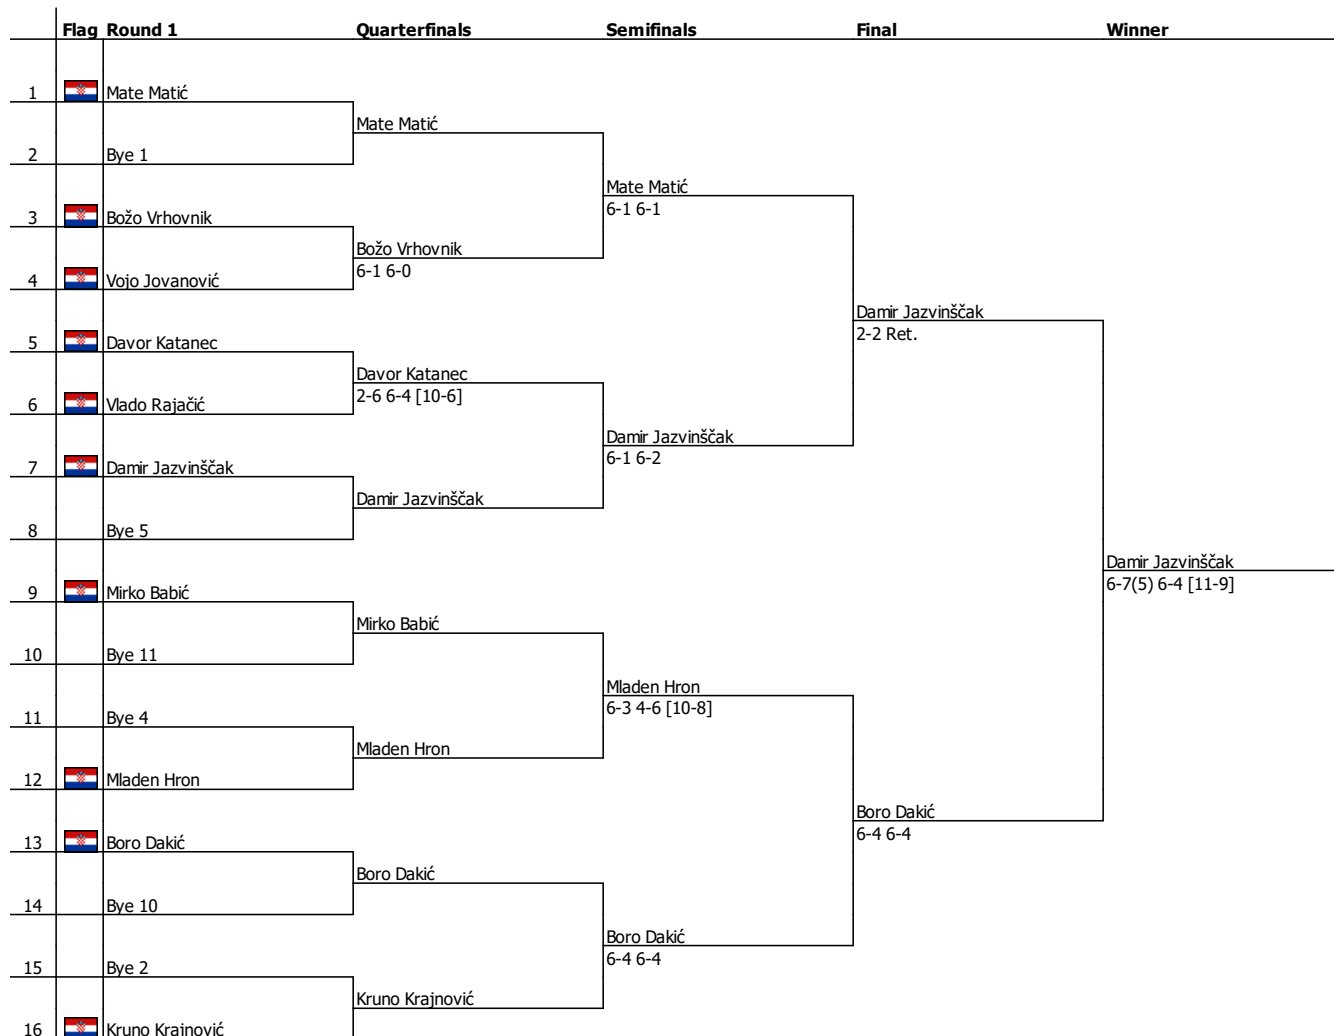 Flag Round 1 Quarterfinals Semifinals Final Winner
1 Mate Matić
Mate Matić
2 Bye 1
Mate Matić
6-1 6-1
3 Božo Vrhovnik
Božo Vrhovnik
6-1 6-0
4 Vojo Jovanović
Damir Jazvinščak
2-2 Ret.
5 Davor Katanec
Davor Katanec
2-6 6-4 [10-6]
6 Vlado Rajačić
Damir Jazvinščak
6-1 6-2
7 Damir Jazvinščak
Damir Jazvinščak
8 Bye 5
Damir Jazvinščak
6-7(5) 6-4 [11-9]
9 Mirko Babić
Mirko Babić
10 Bye 11
Mladen Hron
6-3 4-6 [10-8]
11 Bye 4
Mladen Hron
12 Mladen Hron
Boro Dakić
6-4 6-4
13 Boro Dakić
Boro Dakić
14 Bye 10
Boro Dakić
6-4 6-4
15 Bye 2
Kruno Krajnović
16 Kruno Krajnović